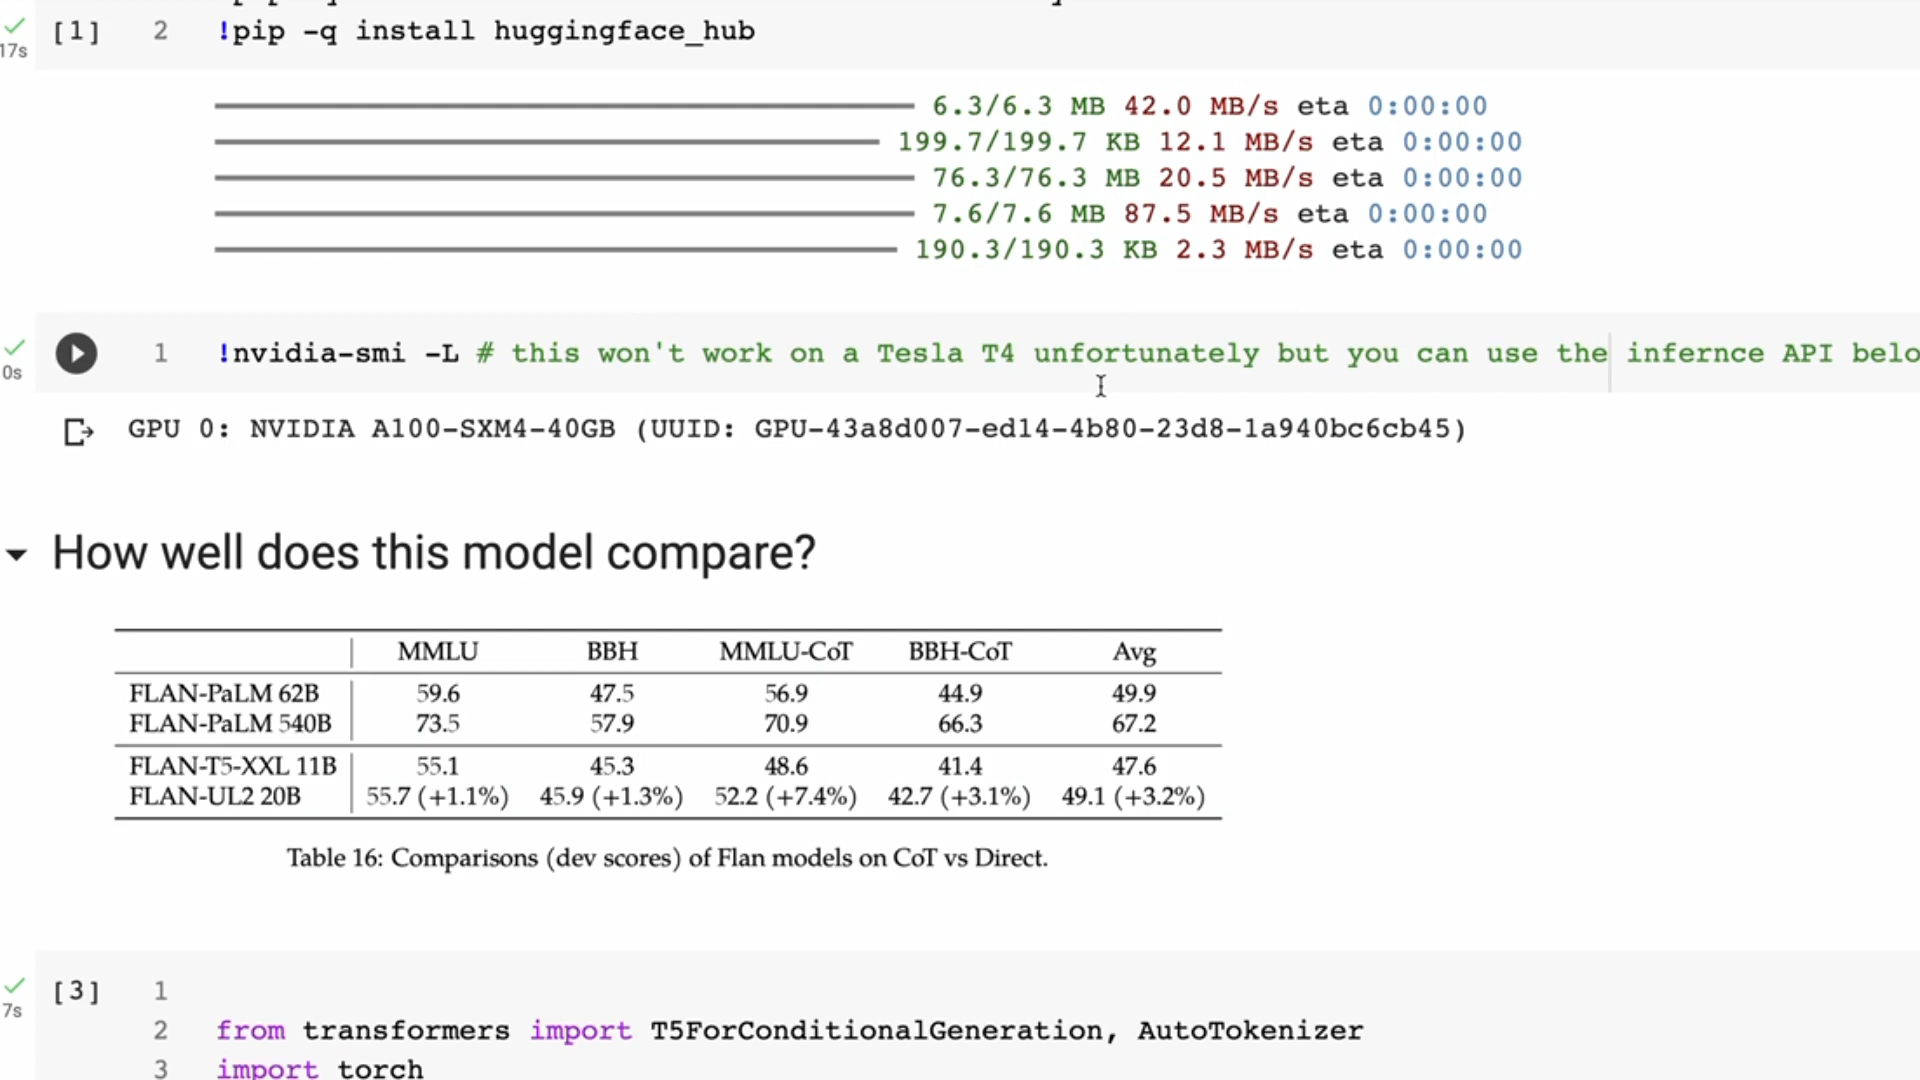 [1] 2 !pip -q install huggingface_hub
17s
6.3/6.3 MB 42.0 MB/s eta 0:00:00
199.7/199.7 KB 12.1 MB/s eta 0:00:00
76.3/76.3 MB 20.5 MB/s eta 0:00:00
7.6/7.6 MB 87.5 MB/s eta 0:00:00
190.3/190.3 KB 2.3 MB/s eta 0:00:00
1 !nvidia-smi -L # this won't work on a Tesla T4 unfortunately but you can use the infernce API belo
0s
GPU 0: NVIDIA A100-SXM4-40GB (UUID: GPU-43a8d007-ed14-4b80-23d8-1a940bc6cb45)
How well does this model compare?
MMLU BBH MMLU-CoT BBH-CoT Avg
FLAN-PaLM 62B 59.6 47.5 56.9 44.9 49.9
FLAN-PaLM 540B 73.5 57.9 70.9 66.3 67.2
FLAN-T5-XXL 11B 55.1 45.3 48.6 41.4 47.6
FLAN-UL2 20B 55.7 (+1.1%) 45.9 (+1.3%) 52.2 (+7.4%) 42.7 (+3.1%) 49.1 (+3.2%)
Table 16: Comparisons (dev scores) of Flan models on CoT vs Direct.
[3] 1
7s
2 from transformers import T5ForConditionalGeneration, AutoTokenizer
3 import torch